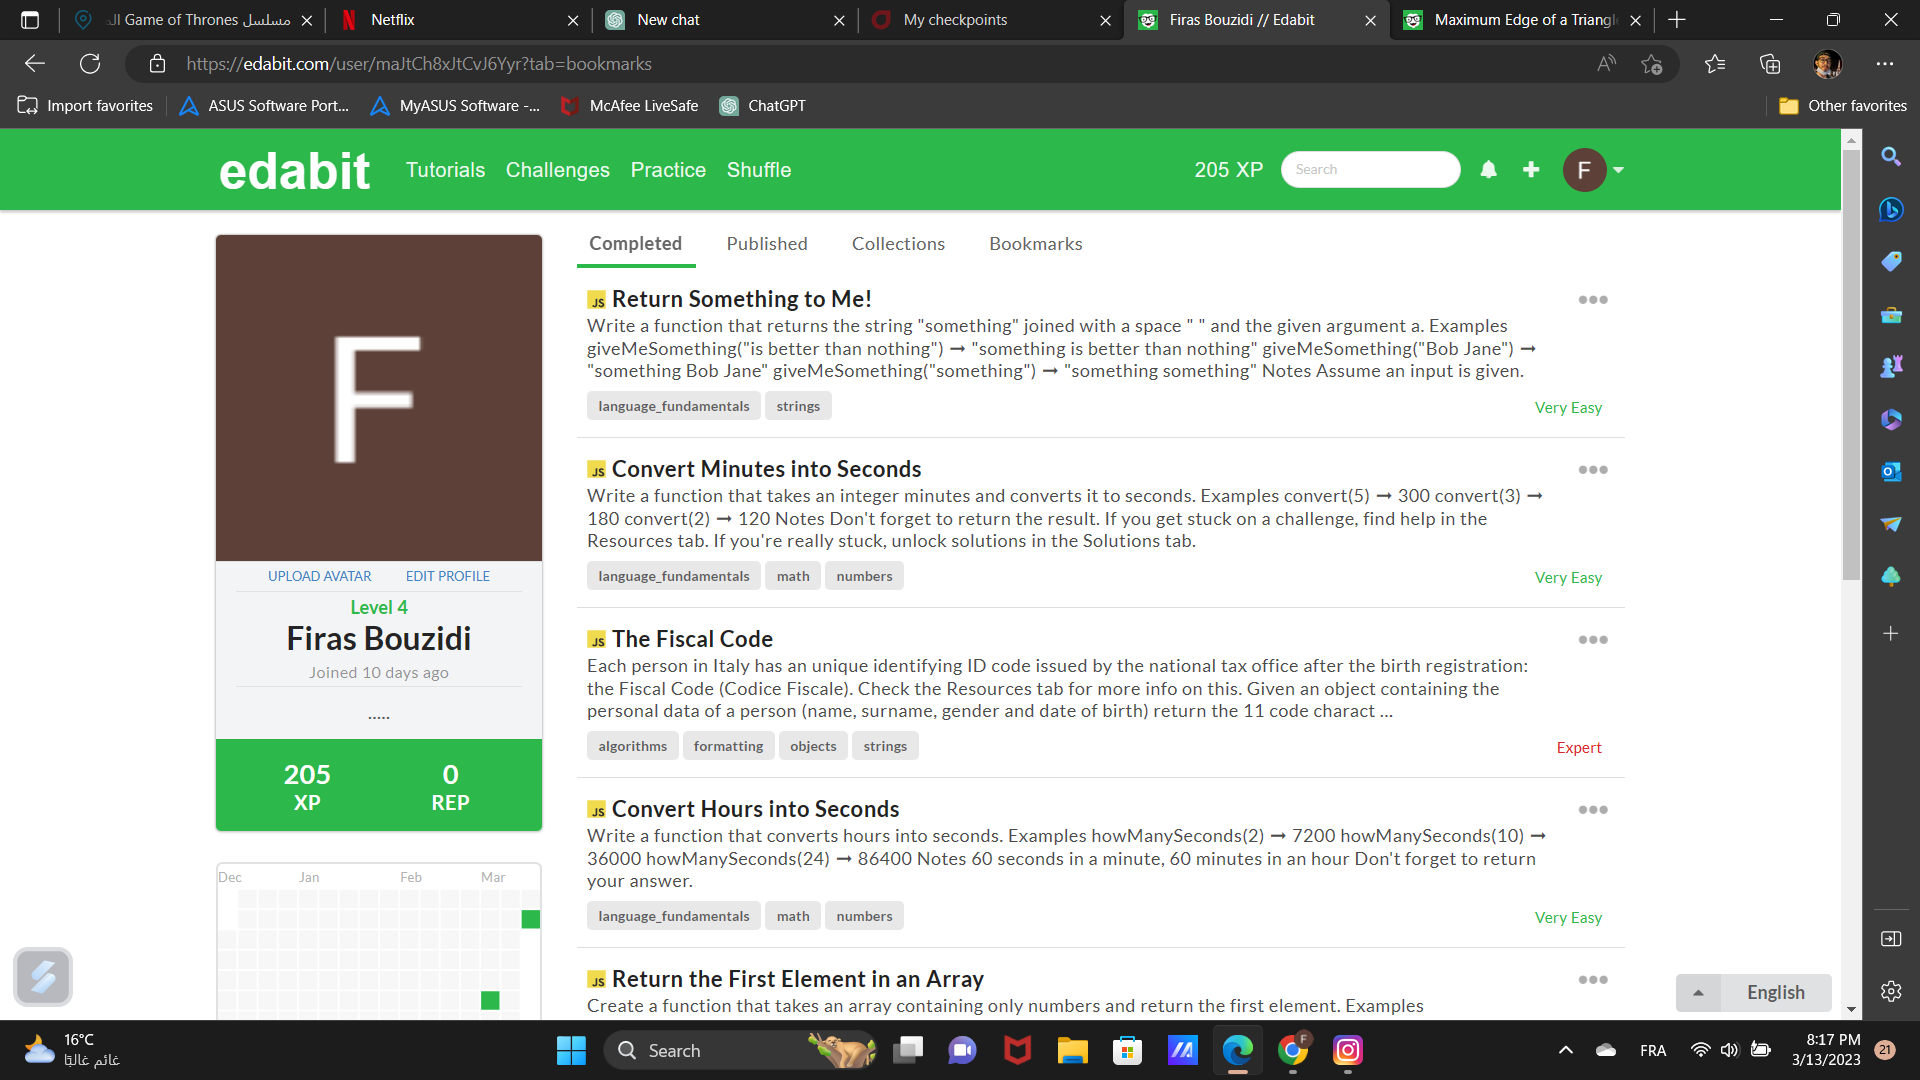 مسلسل Game of Thrones
Netflix
New chat
My checkpoints
Firas Bouzidi // Edabit
Maximum Edge of a Triangl
https://edabit.com/user/maJtCh8xJtCvJ6Yyr?tab=bookmarks
Import favorites
ASUS Software Port...
MyASUS Software -...
McAfee LiveSafe
ChatGPT
Other favorites
edabit
Tutorials
Challenges
Practice
Shuffle
205 XP
Search
F
Completed
Published
Collections
Bookmarks
F
UPLOAD AVATAR
EDIT PROFILE
Level 4
Firas Bouzidi
Joined 10 days ago
.....
205
XP
0
REP
Dec Jan Feb Mar
JS Return Something to Me!
Write a function that returns the string "something" joined with a space " " and the given argument a. Examples
giveMeSomething("is better than nothing") ➞ "something is better than nothing" giveMeSomething("Bob Jane") ➞
"something Bob Jane" giveMeSomething("something") ➞ "something something" Notes Assume an input is given.
language_fundamentals strings
Very Easy
JS Convert Minutes into Seconds
Write a function that takes an integer minutes and converts it to seconds. Examples convert(5) ➞ 300 convert(3) ➞
180 convert(2) ➞ 120 Notes Don't forget to return the result. If you get stuck on a challenge, find help in the
Resources tab. If you're really stuck, unlock solutions in the Solutions tab.
language_fundamentals math numbers
Very Easy
JS The Fiscal Code
Each person in Italy has an unique identifying ID code issued by the national tax office after the birth registration:
the Fiscal Code (Codice Fiscale). Check the Resources tab for more info on this. Given an object containing the
personal data of a person (name, surname, gender and date of birth) return the 11 code charact ...
algorithms formatting objects strings
Expert
JS Convert Hours into Seconds
Write a function that converts hours into seconds. Examples howManySeconds(2) ➞ 7200 howManySeconds(10) ➞
36000 howManySeconds(24) ➞ 86400 Notes 60 seconds in a minute, 60 minutes in an hour Don't forget to return
your answer.
language_fundamentals math numbers
Very Easy
JS Return the First Element in an Array
Create a function that takes an array containing only numbers and return the first element. Examples
English
16°C
غائم غالبًا
Search
F
FRA
8:17 PM
3/13/2023
21